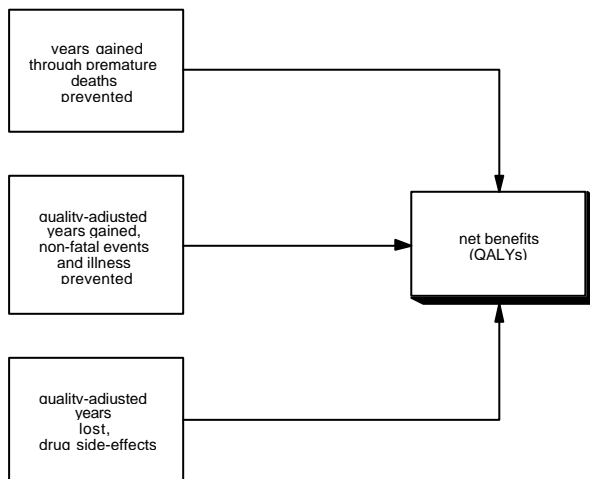 years gained
through premature
deaths
prevented
quality-adjusted
years gained,
non-fatal events
and illness
prevented
net benefits
(QALYs)
quality-adjusted
years
lost,
drug side-effects